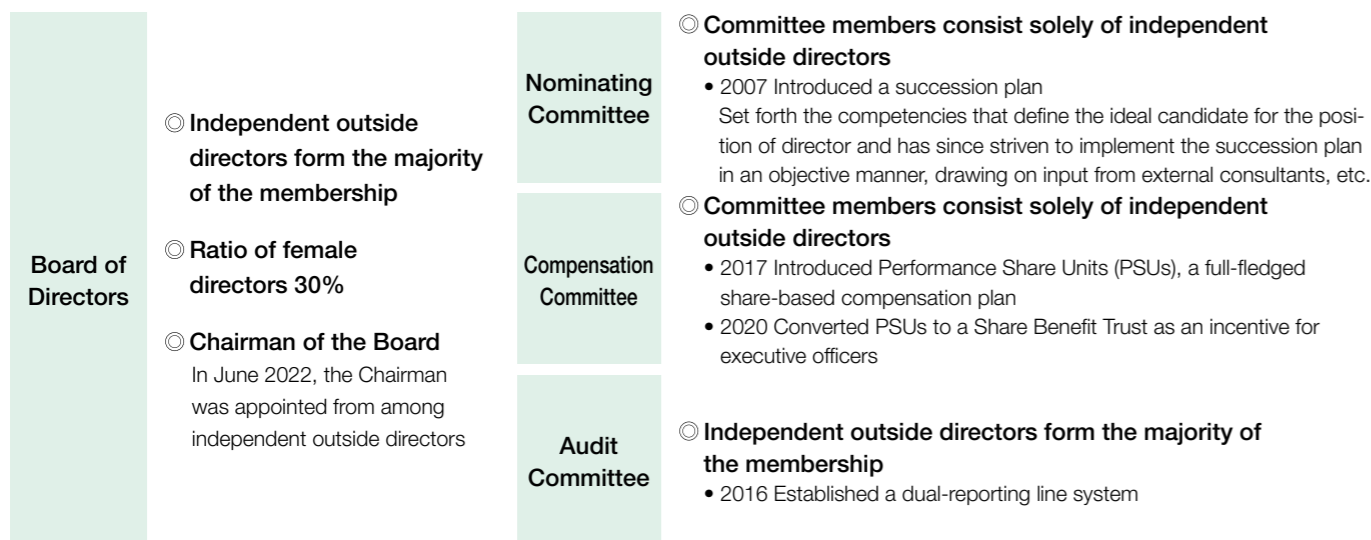 Board of
Directors
◎ Independent outside
directors form the majority
of the membership
◎ Ratio of female
directors 30%
◎ Chairman of the Board
In June 2022, the Chairman
was appointed from among
independent outside directors
Nominating
Committee
◎ Committee members consist solely of independent
outside directors
• 2007 Introduced a succession plan
Set forth the competencies that define the ideal candidate for the posi-
tion of director and has since striven to implement the succession plan
in an objective manner, drawing on input from external consultants, etc.
Compensation
Committee
◎ Committee members consist solely of independent
outside directors
• 2017 Introduced Performance Share Units (PSUs), a full-fledged
share-based compensation plan
• 2020 Converted PSUs to a Share Benefit Trust as an incentive for
executive officers
Audit
Committee
◎ Independent outside directors form the majority of
the membership
• 2016 Established a dual-reporting line system